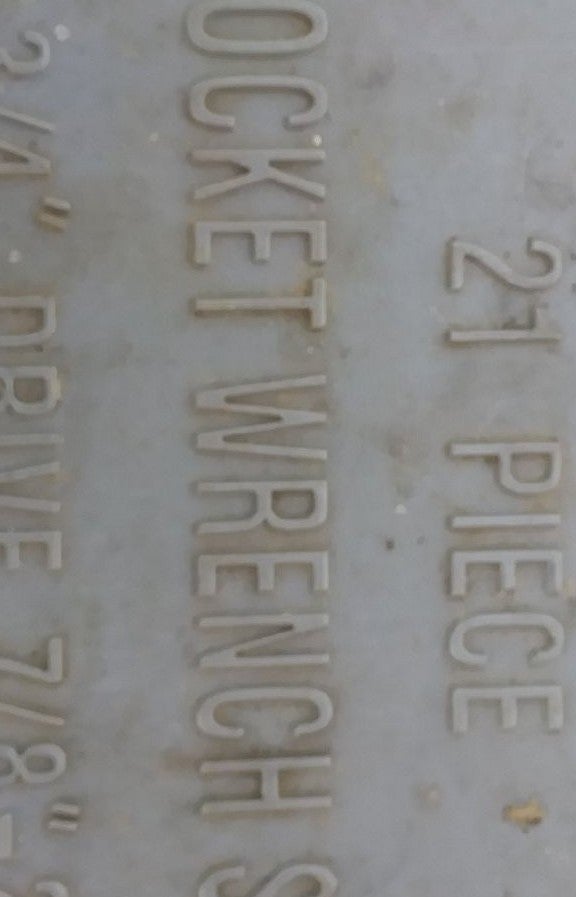 21 PIECE
OCKET WRENCH S
3/4" DRIVE 7/8"